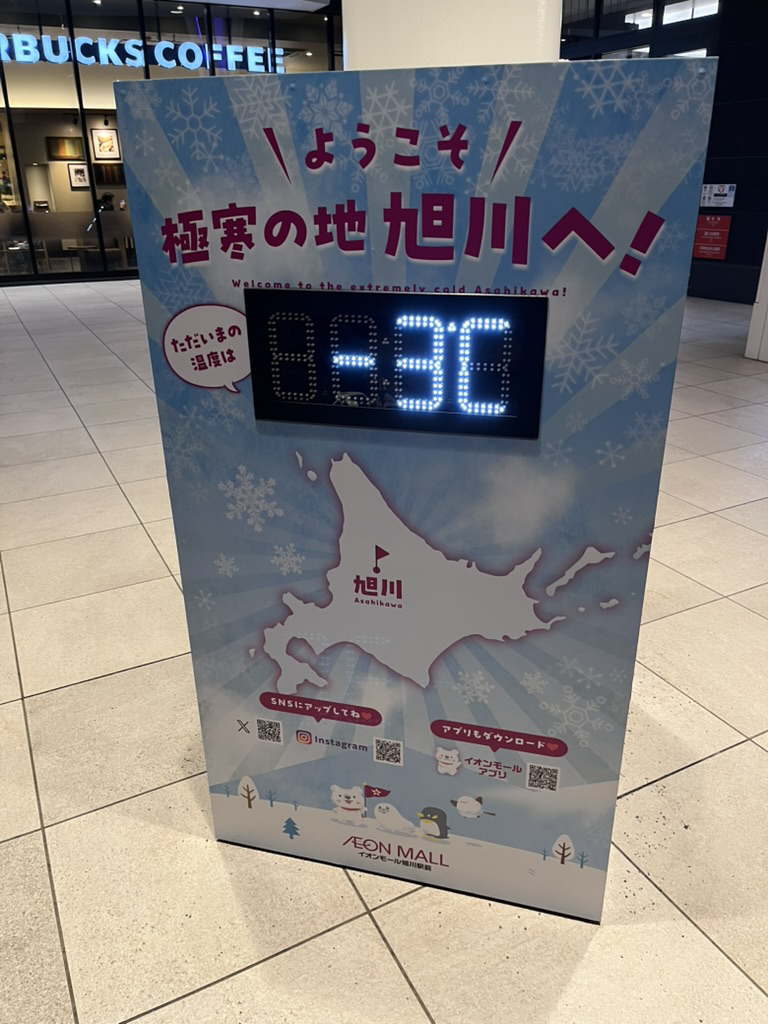 RBUCKS COFFEE
ようこそ
極寒の地 旭川へ!
Welcome to the extremely cold Asahikawa!
ただいまの
温度は
-3℃
旭川
Asahikawa
SNSにアップしてね
X
Instagram
アプリもダウンロード
イオンモール
アプリ
ÆON MALL
イオンモール旭川駅前